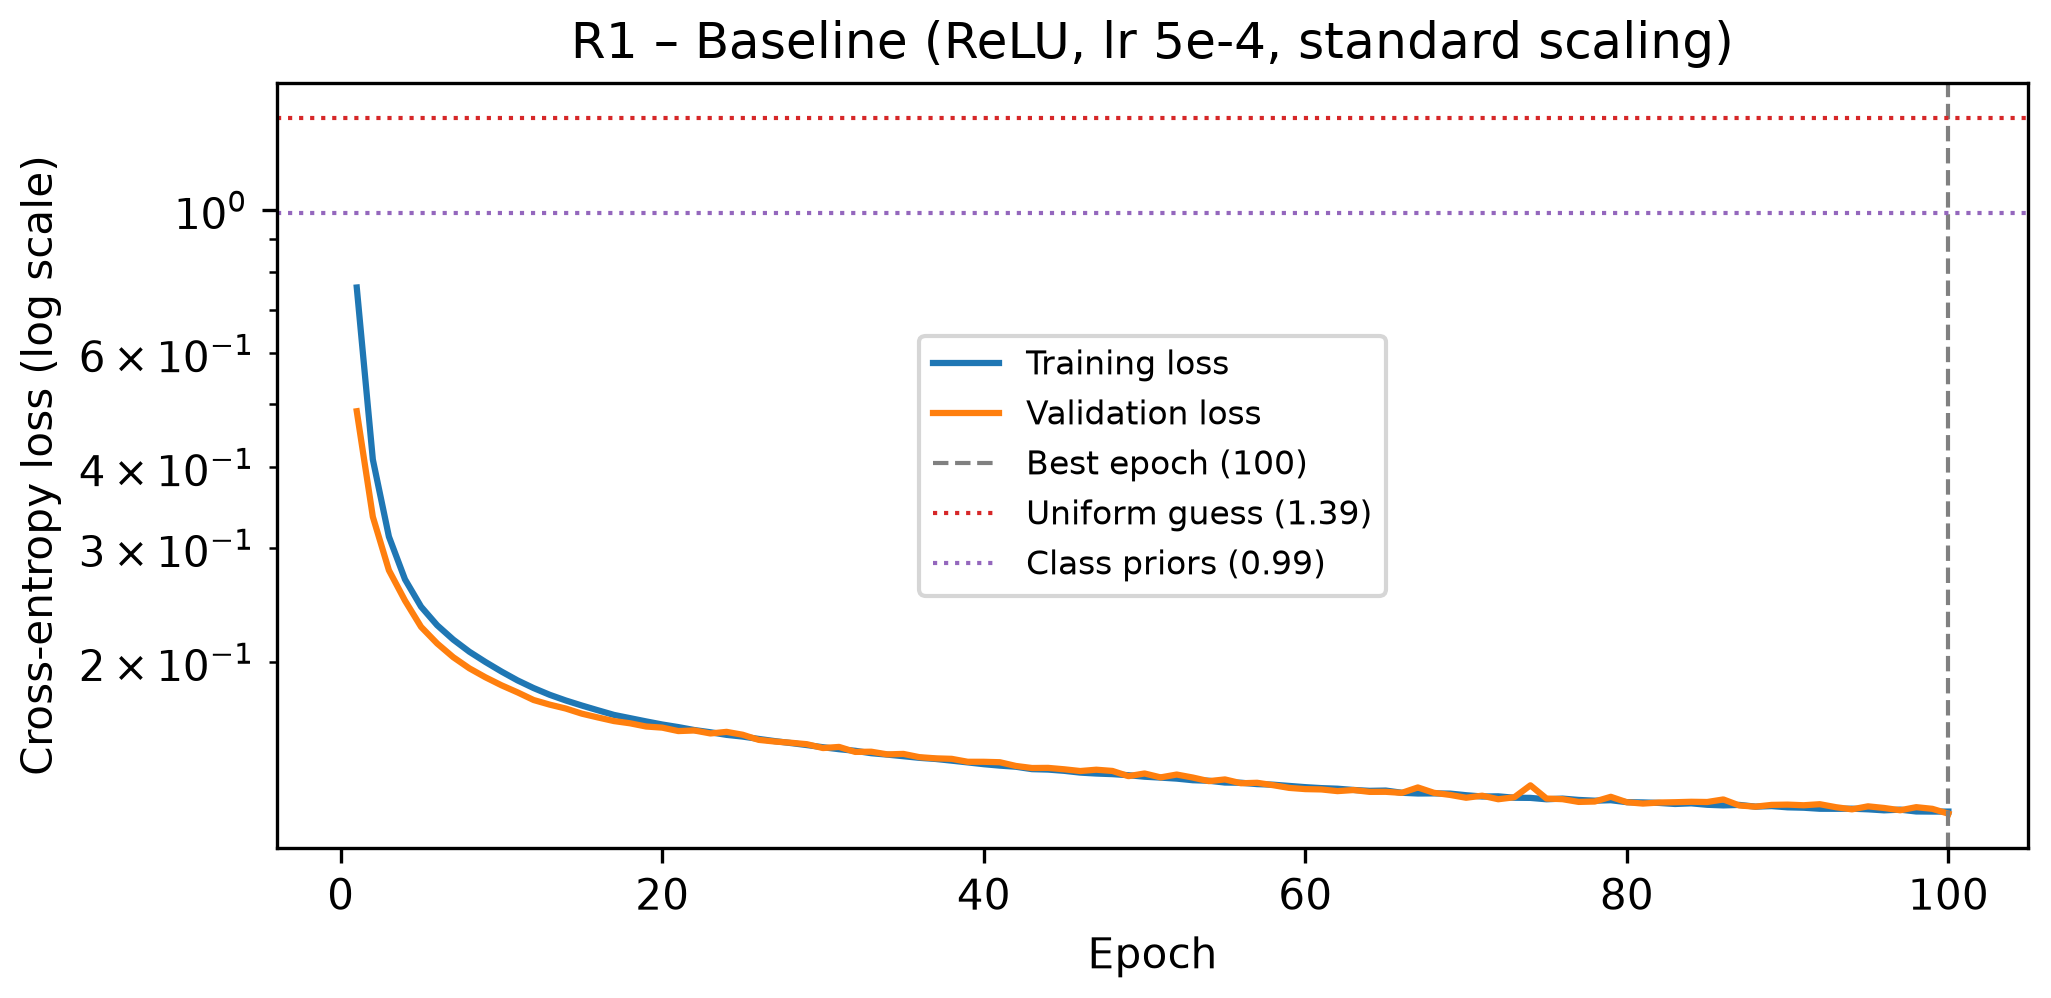 R1 – Baseline (ReLU, lr 5e-4, standard scaling)
Cross-entropy loss (log scale)
10⁰
6 × 10⁻¹
4 × 10⁻¹
3 × 10⁻¹
2 × 10⁻¹
Training loss
Validation loss
Best epoch (100)
Uniform guess (1.39)
Class priors (0.99)
0 20 40 60 80 100
Epoch